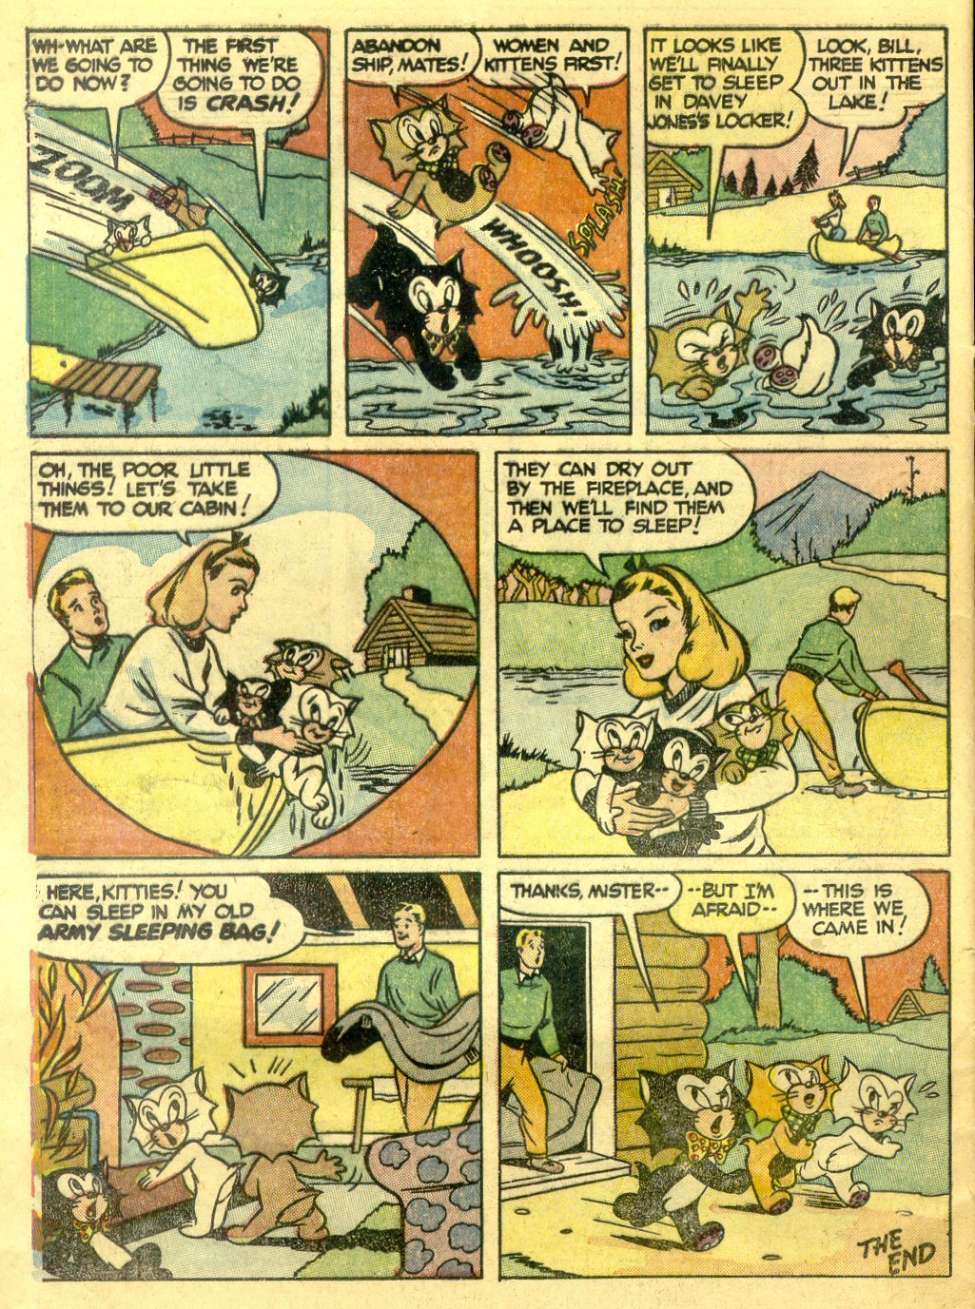 WH-WHAT ARE
WE GOING TO
DO NOW?
THE FIRST
THING WE'RE
GOING TO DO
IS CRASH!
ZOOM
ABANDON
SHIP, MATES!
WOMEN AND
KITTENS FIRST!
SPLASH!
WHOOSH!
IT LOOKS LIKE
WE'LL FINALLY
GET TO SLEEP
IN DAVEY
JONES'S LOCKER!
LOOK, BILL,
THREE KITTENS
OUT IN THE
LAKE!
OH, THE POOR LITTLE
THINGS! LET'S TAKE
THEM TO OUR CABIN!
THEY CAN DRY OUT
BY THE FIREPLACE, AND
THEN WE'LL FIND THEM
A PLACE TO SLEEP!
HERE, KITTIES! YOU
CAN SLEEP IN MY OLD
ARMY SLEEPING BAG!
THANKS, MISTER--
--BUT I'M
AFRAID--
--THIS IS
WHERE WE
CAME IN!
THE
END